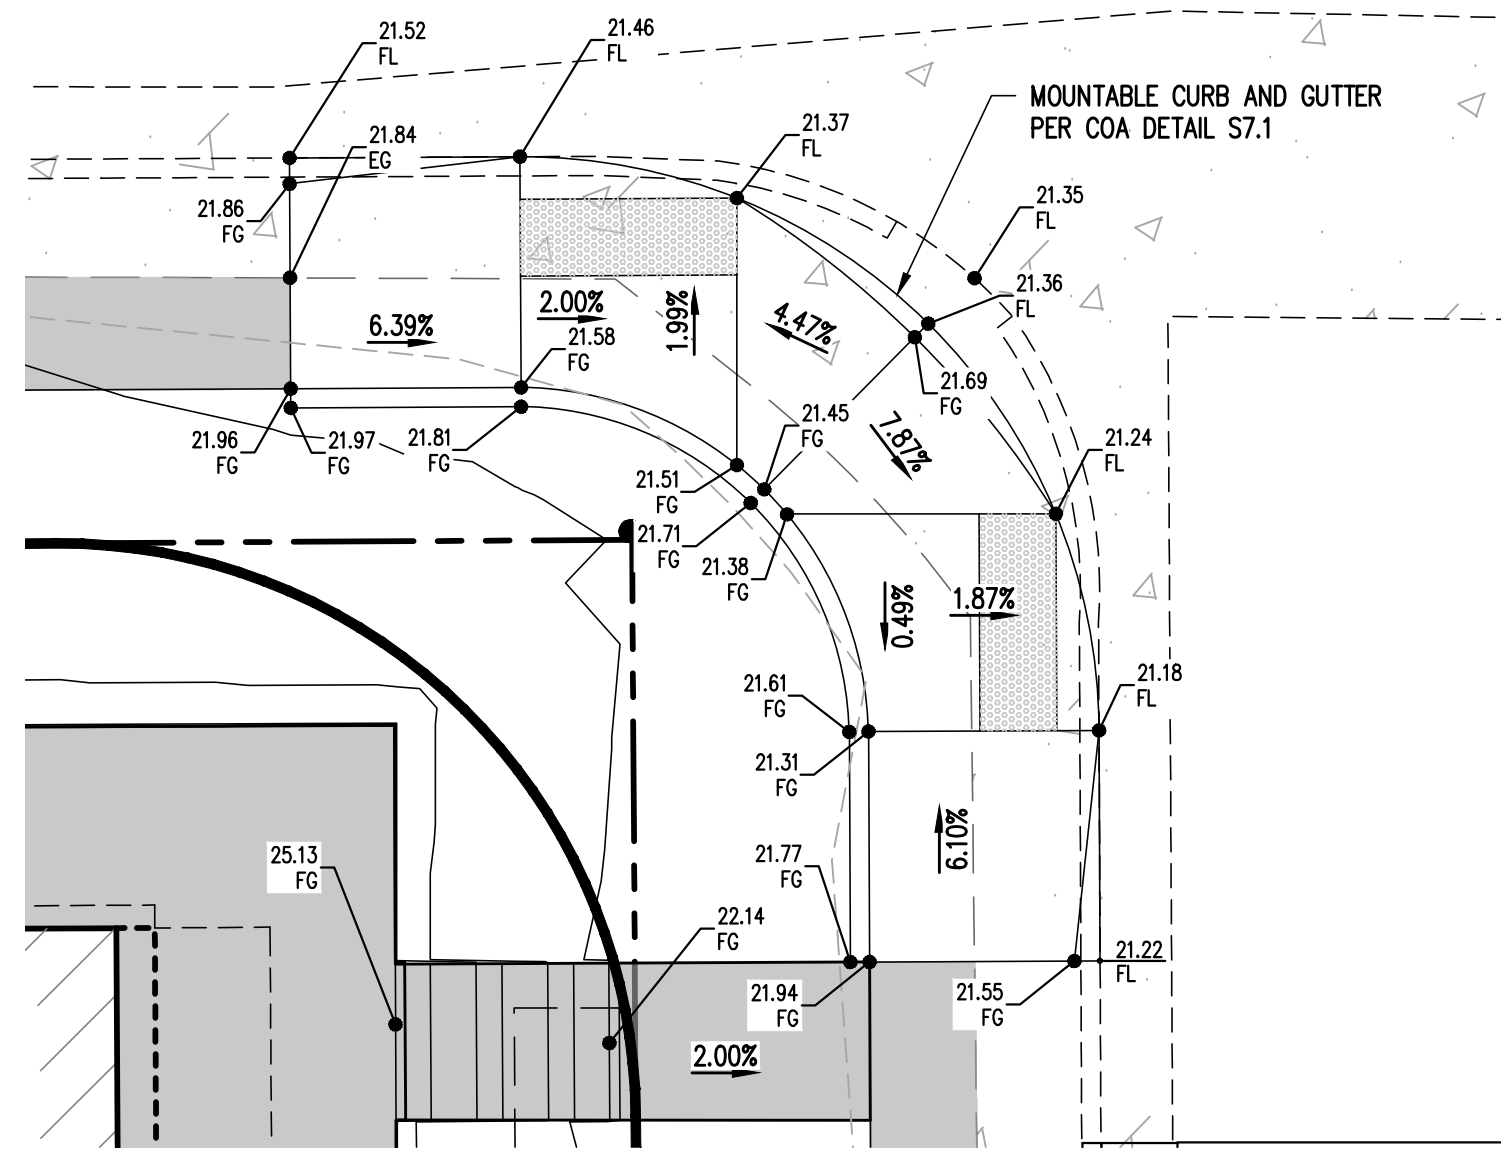 21.52
FL
21.46
FL
MOUNTABLE CURB AND GUTTER
PER COA DETAIL S7.1
21.37
FL
21.84
EG
21.86
FG
21.35
FL
21.36
FL
6.39%
2.00%
1.99%
4.47%
21.58
FG
21.69
FG
21.45
FG
7.87%
21.24
FL
21.96
FG
21.97
FG
21.81
FG
21.51
FG
21.71
FG
21.38
FG
0.49%
1.87%
21.61
FG
21.18
FL
21.31
FG
6.10%
25.13
FG
21.77
FG
22.14
FG
21.22
FL
21.94
FG
21.55
FG
2.00%